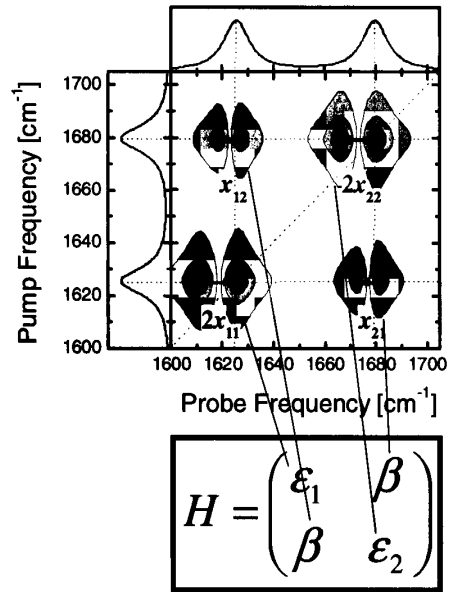 Pump Frequency [cm⁻¹]
1700
1680
1660
1640
1620
1600
x₁₂
2x₂₂
2x₁₁
x₂₁
1600 1620 1640 1660 1680 1700
Probe Frequency [cm⁻¹]
H = ( ε₁ β
β ε₂ )